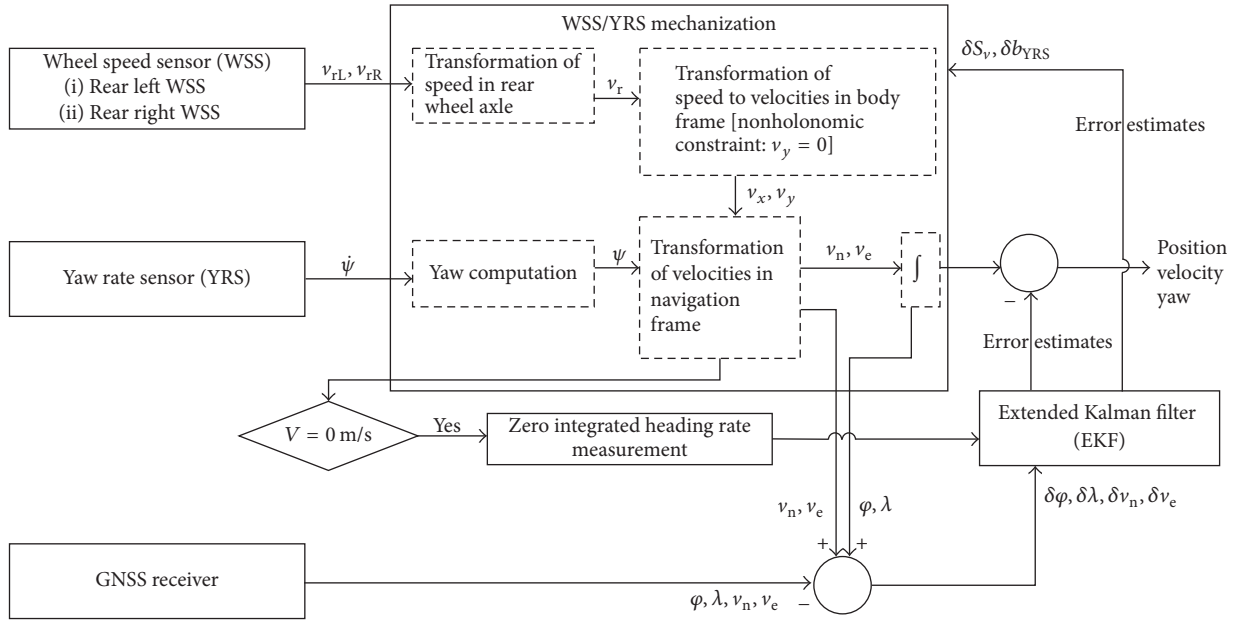 WSS/YRS mechanization
Wheel speed sensor (WSS)
(i) Rear left WSS
(ii) Rear right WSS
v_rL, v_rR
Transformation of
speed in rear
wheel axle
v_r
Transformation of
speed to velocities in body
frame [nonholonomic
constraint: v_y = 0]
δS_v, δb_YRS
Error estimates
v_x, v_y
Yaw rate sensor (YRS)
ψ̇
Yaw computation
ψ
Transformation
of velocities in
navigation
frame
v_n, v_e
∫
−
Position
velocity
yaw
Error estimates
V = 0 m/s
Yes
Zero integrated heading rate
measurement
Extended Kalman filter
(EKF)
v_n, v_e
φ, λ
δφ, δλ, δv_n, δv_e
+
+
GNSS receiver
φ, λ, v_n, v_e
−